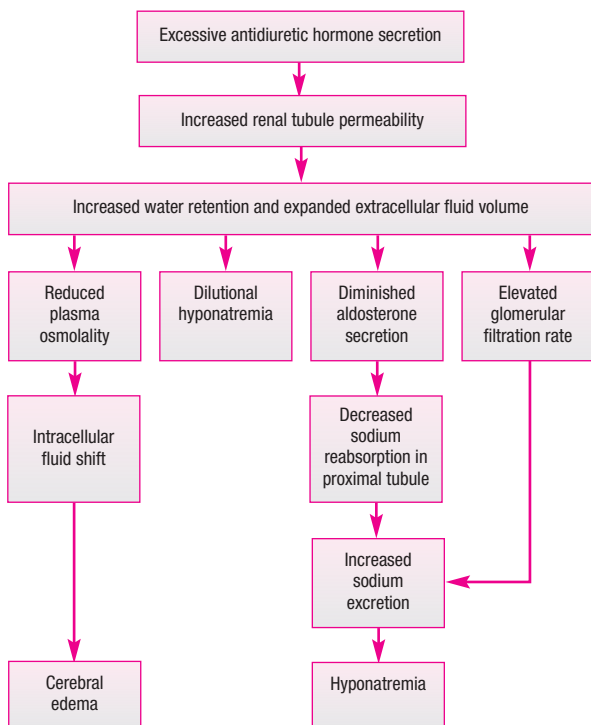 Excessive antidiuretic hormone secretion
Increased renal tubule permeability
Increased water retention and expanded extracellular fluid volume
Reduced
plasma
osmolality
Dilutional
hyponatremia
Diminished
aldosterone
secretion
Elevated
glomerular
filtration rate
Intracellular
fluid shift
Decreased
sodium
reabsorption in
proximal tubule
Increased
sodium
excretion
Cerebral
edema
Hyponatremia